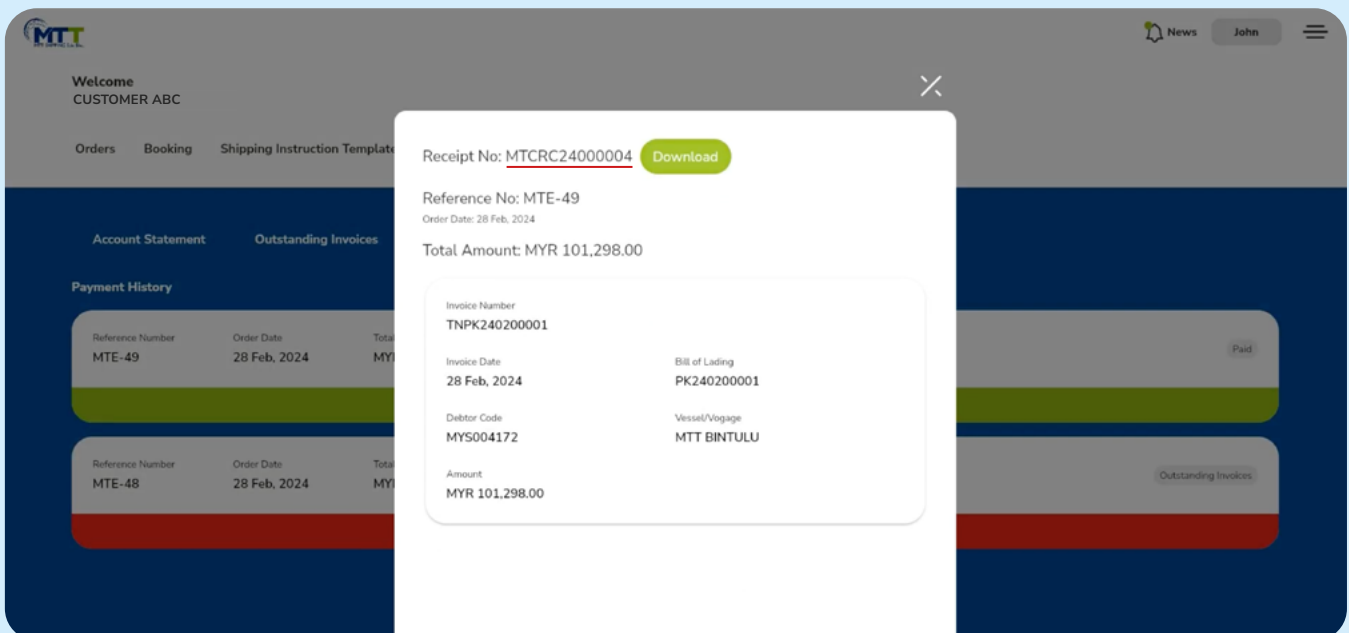 MTT
News
John
Welcome
CUSTOMER ABC
Orders
Booking
Shipping Instruction Template
Receipt No: MTCRC24000004
Download
Reference No: MTE-49
Order Date: 28 Feb, 2024
Total Amount: MYR 101,298.00
Invoice Number
TNPK240200001
Invoice Date
28 Feb, 2024
Bill of Lading
PK240200001
Debtor Code
MYS004172
Vessel/Vogage
MTT BINTULU
Amount
MYR 101,298.00
Account Statement
Outstanding Invoices
Payment History
Reference Number
MTE-49
Order Date
28 Feb, 2024
Total
Paid
Reference Number
MTE-48
Order Date
28 Feb, 2024
Total
Outstanding Invoices